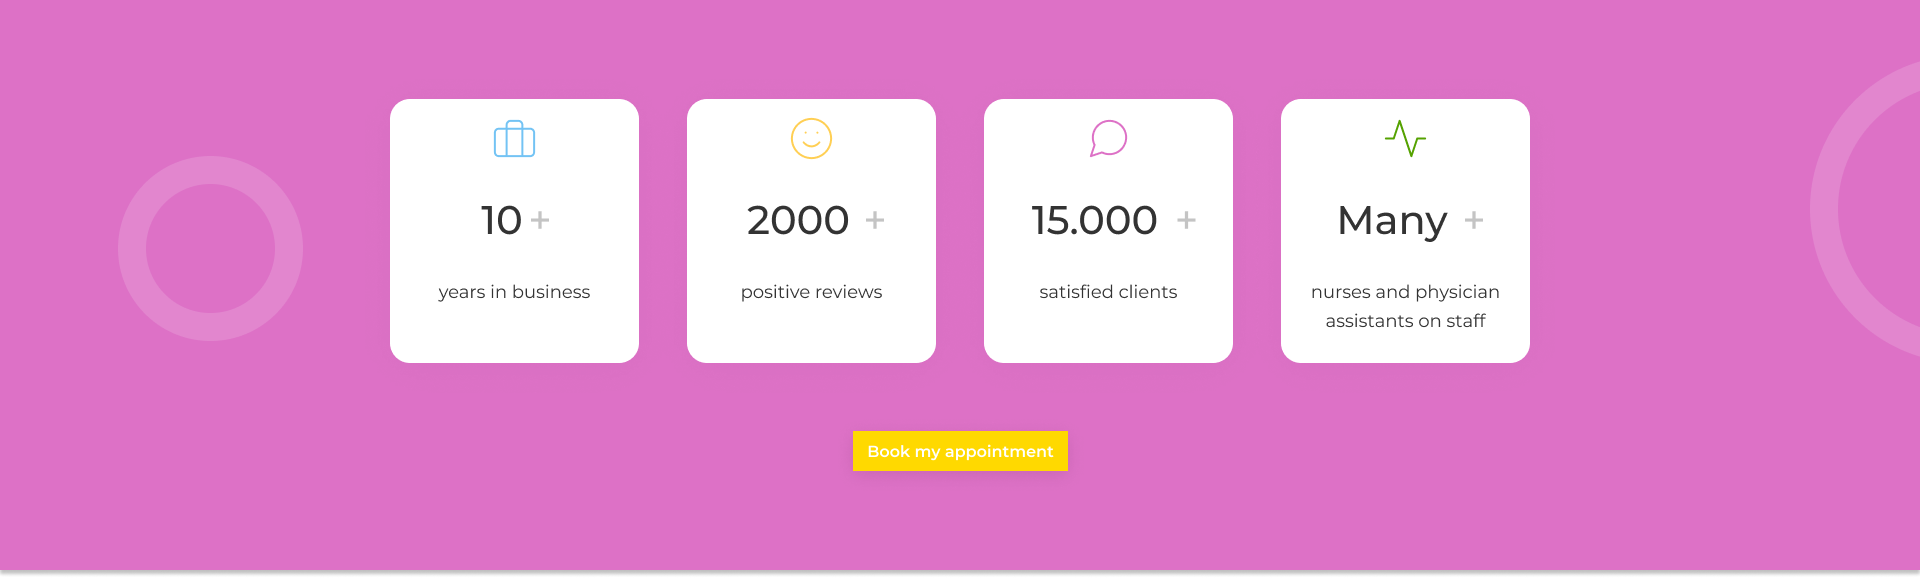 10 +
years in business
2000 +
positive reviews
15.000 +
satisfied clients
Many +
nurses and physician
assistants on staff
Book my appointment